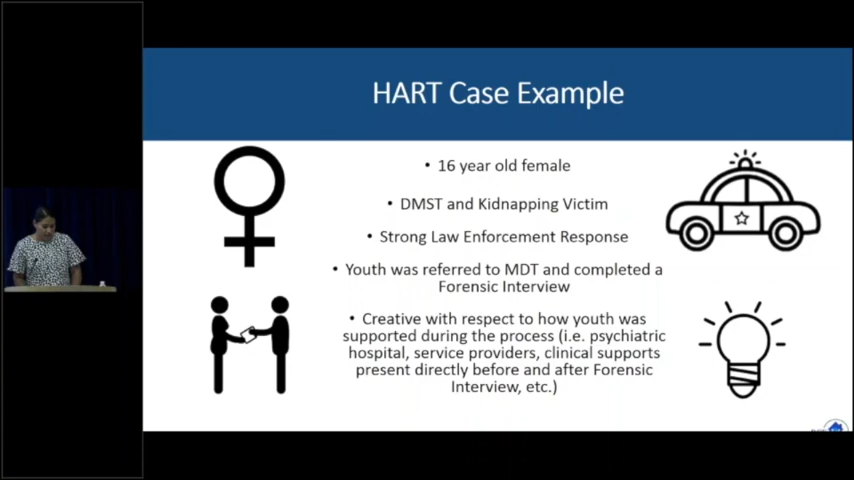 HART Case Example
• 16 year old female
• DMST and Kidnapping Victim
• Strong Law Enforcement Response
• Youth was referred to MDT and completed a
Forensic Interview
• Creative with respect to how youth was
supported during the process (i.e. psychiatric
hospital, service providers, clinical supports
present directly before and after Forensic
Interview, etc.)